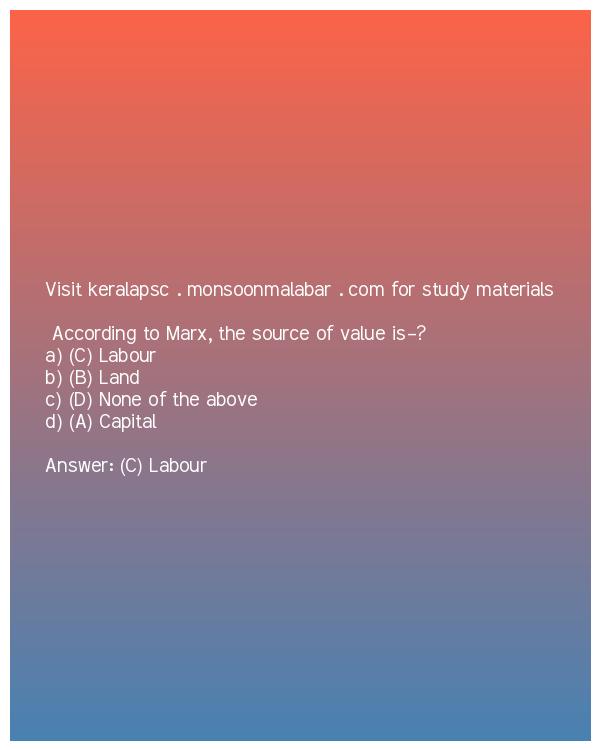 Visit keralapsc . monsoonmalabar . com for study materials
According to Marx, the source of value is-?
a) (C) Labour
b) (B) Land
c) (D) None of the above
d) (A) Capital
Answer: (C) Labour